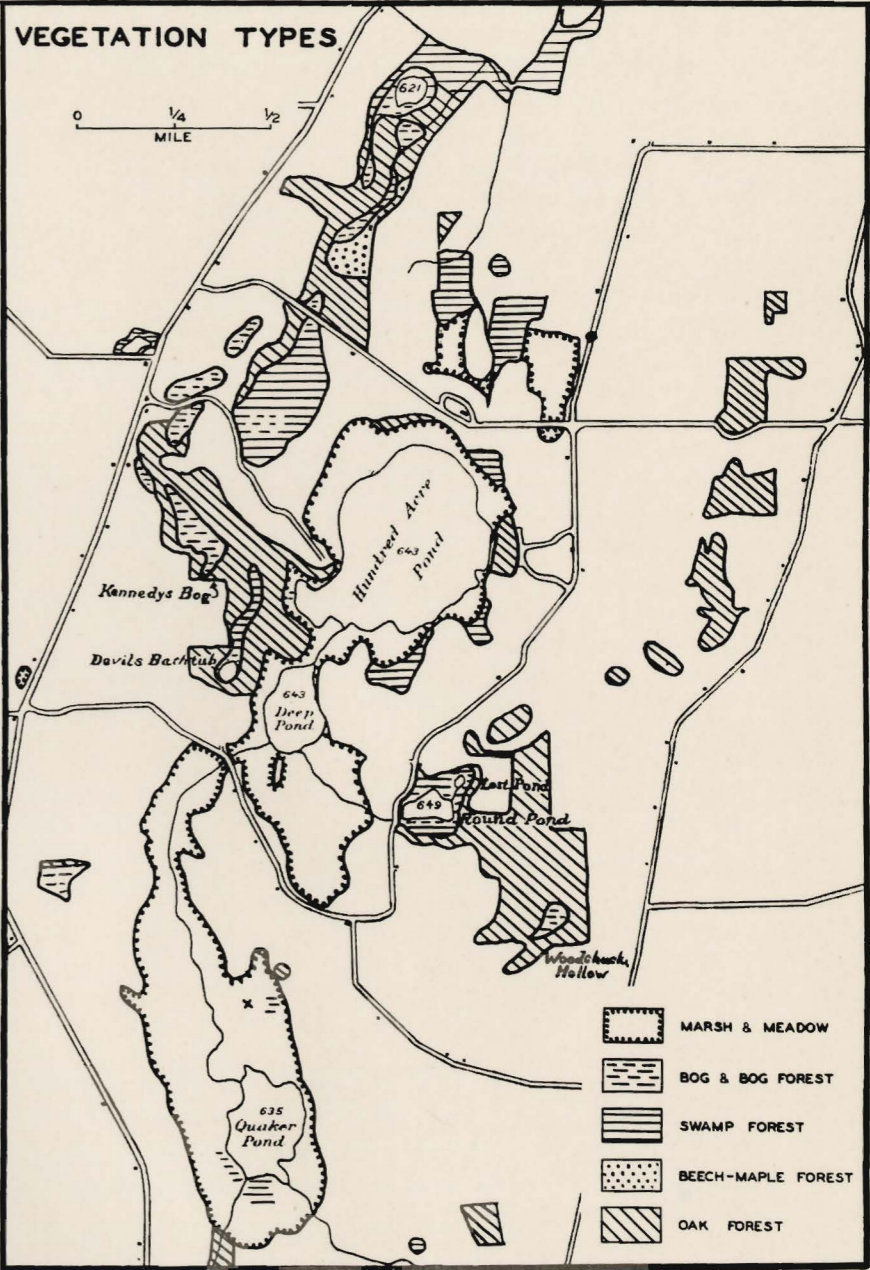 VEGETATION TYPES
0 1/4 1/2
MILE
621
Hundred Acre
643
Pond
Kennedys Bog
Devils Bathtub
643
Deep
Pond
Lost Pond
649
Round Pond
Woodchuck
Hollow
x
635
Quaker
Pond
MARSH & MEADOW
BOG & BOG FOREST
SWAMP FOREST
BEECH-MAPLE FOREST
OAK FOREST